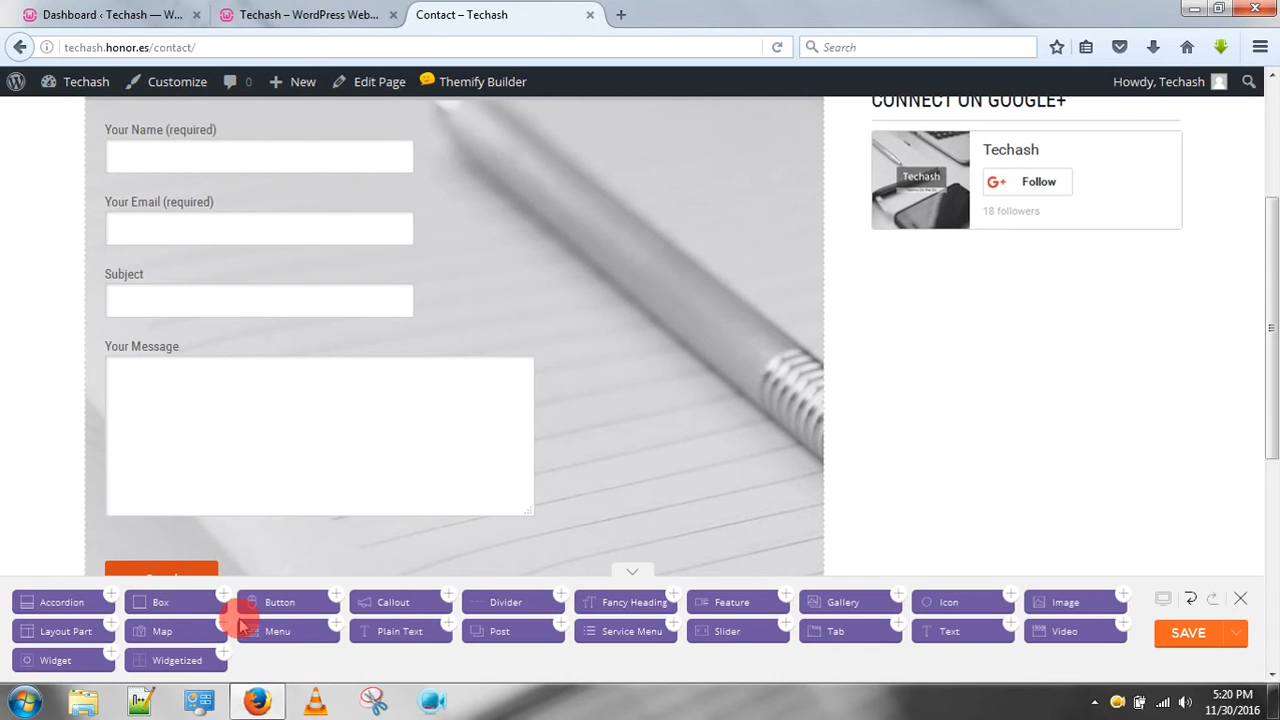 Dashboard ‹ Techash — W...
Techash – WordPress Web...
Contact – Techash
techash.honor.es/contact/
Search
Techash
Customize
0
New
Edit Page
Themify Builder
Howdy, Techash
CONNECT ON GOOGLE+
Your Name (required)
Techash
Techash
G+ Follow
Your Email (required)
18 followers
Subject
Your Message
Accordion
Box
Button
Callout
Divider
Fancy Heading
Feature
Gallery
Icon
Image
Layout Part
Map
Menu
Plain Text
Post
Service Menu
Slider
Tab
Text
Video
SAVE
Widget
Widgetized
5:20 PM
11/30/2016